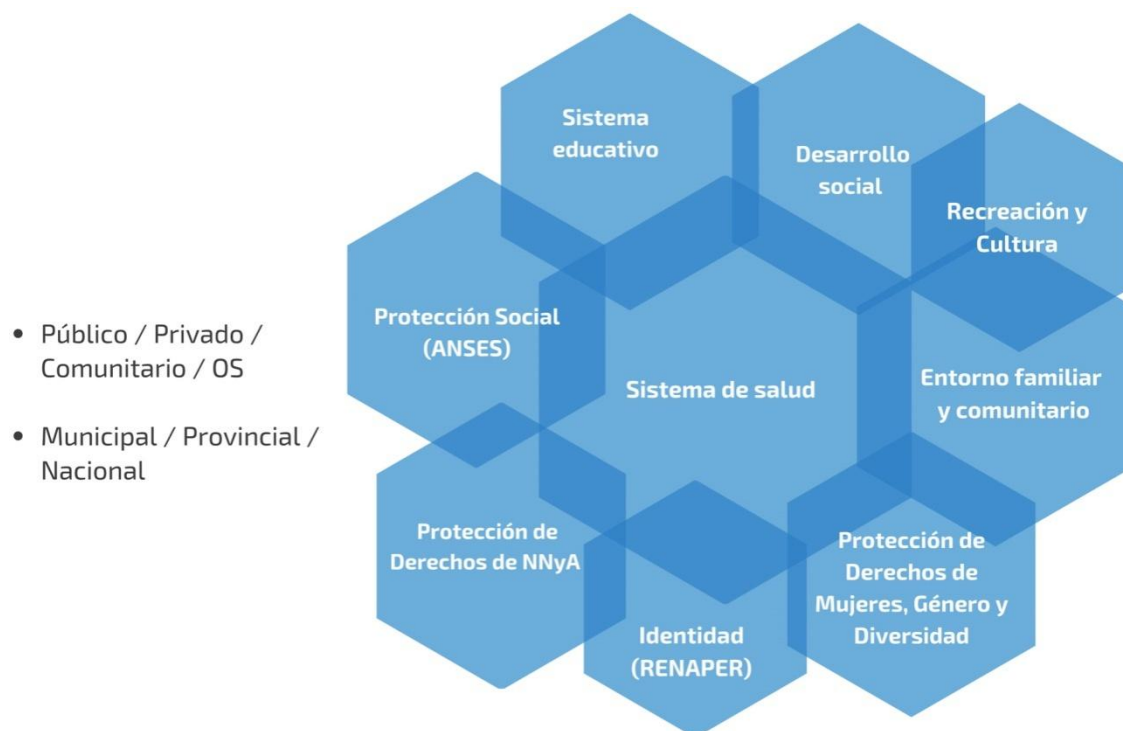 Sistema
educativo
Desarrollo
social
Recreación y
Cultura
Protección Social
(ANSES)
Sistema de salud
Entorno familiar
y comunitario
Protección de
Derechos de NNyA
Identidad
(RENAPER)
Protección de
Derechos de
Mujeres, Género y
Diversidad
• Público / Privado /
Comunitario / OS
• Municipal / Provincial /
Nacional